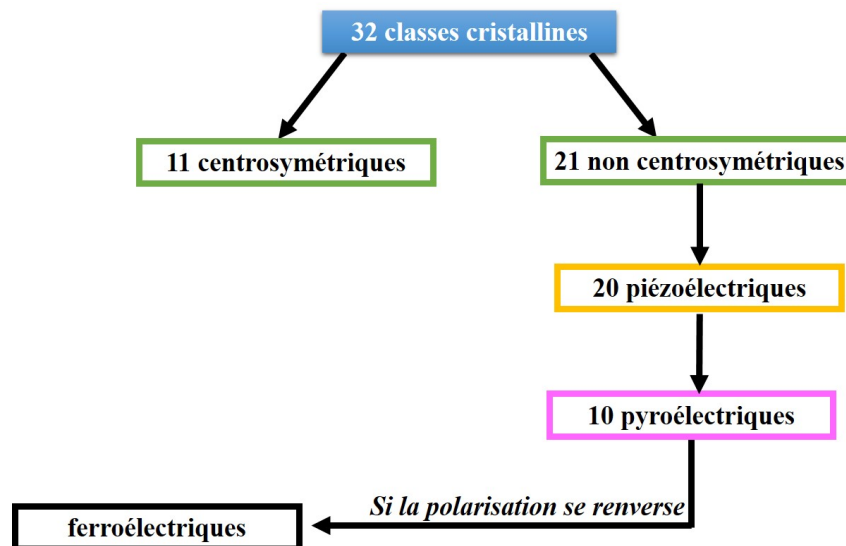 32 classes cristallines
11 centrosymétriques
21 non centrosymétriques
20 piézoélectriques
10 pyroélectriques
Si la polarisation se renverse
ferroélectriques